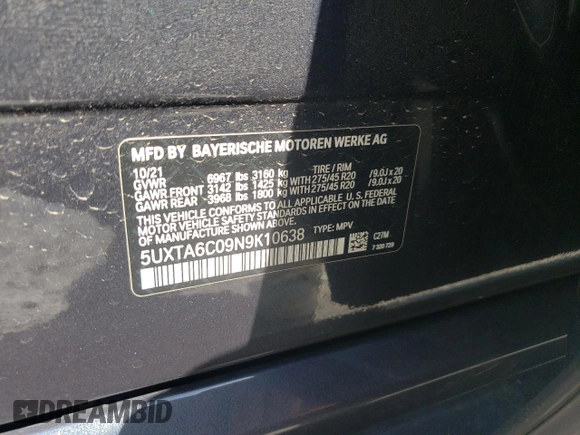 MFD BY BAYERISCHE MOTOREN WERKE AG
10/21 TIRE / RIM
GVWR 6967 lbs 3160 kg
GAWR FRONT 3142 lbs 1425 kg WITH 275/45 R20 /9.0J x 20
GAWR REAR 3968 lbs 1800 kg WITH 275/45 R20 /9.0J x 20
THIS VEHICLE CONFORMS TO ALL APPLICABLE U.S. FEDERAL
MOTOR VEHICLE SAFETY STANDARDS IN EFFECT ON THE DATE
OF MANUFACTURE SHOWN ABOVE.
5UXTA6C09N9K10638 TYPE: MPV
C27M
DREAMBID